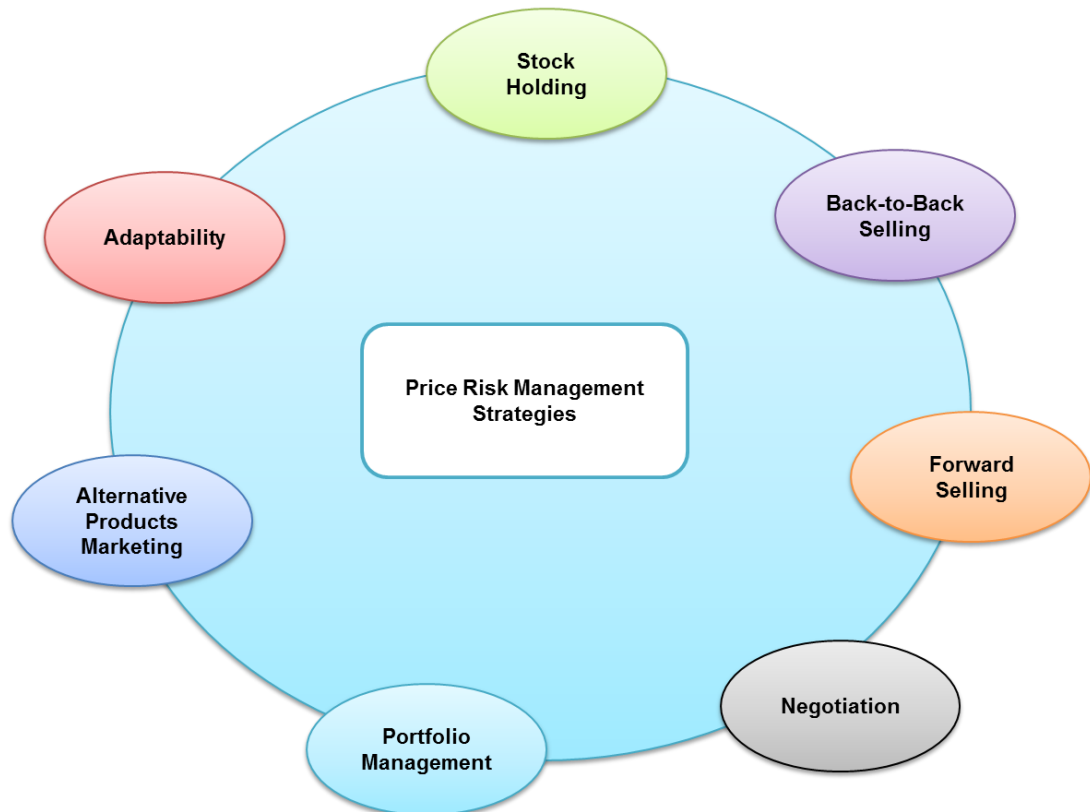 Stock
Holding
Back-to-Back
Selling
Adaptability
Price Risk Management
Strategies
Forward
Selling
Alternative
Products
Marketing
Negotiation
Portfolio
Management